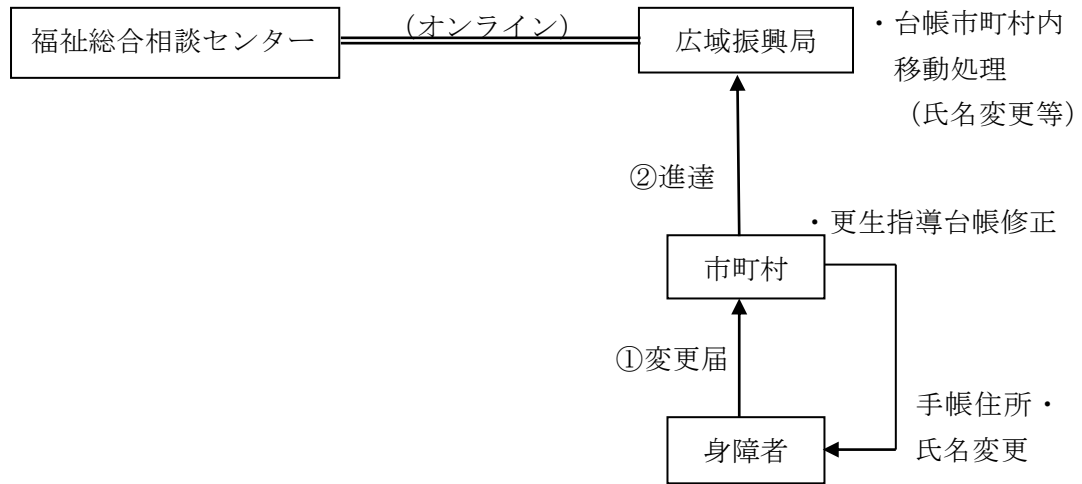 福祉総合相談センター
(オンライン)
広域振興局
・台帳市町村内
移動処理
(氏名変更等)
②進達
・更生指導台帳修正
市町村
①変更届
手帳住所・
氏名変更
身障者